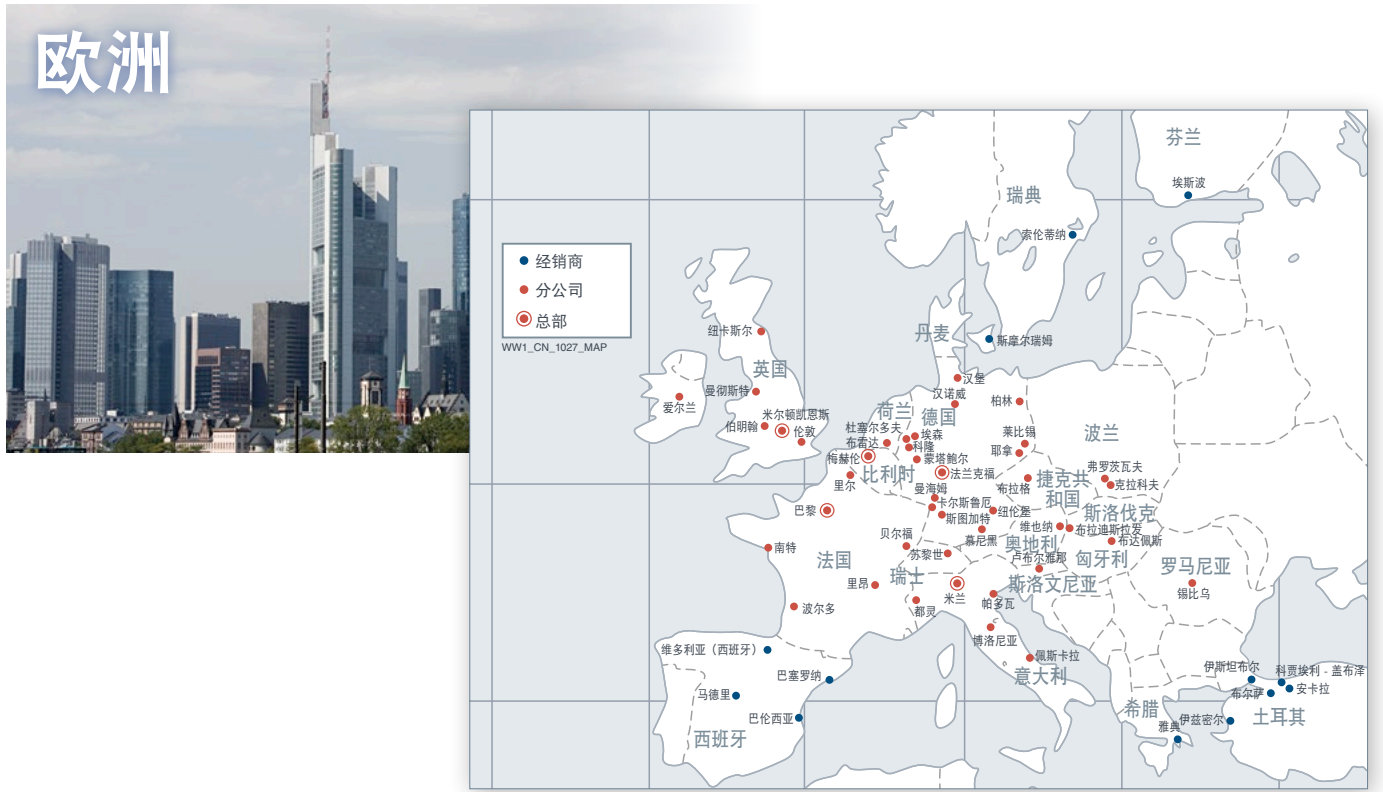 欧洲
经销商
分公司
总部
WW1_CN_1027_MAP
芬兰
埃斯波
瑞典
索伦蒂纳
丹麦
斯摩尔瑞姆
纽卡斯尔
英国
曼彻斯特
爱尔兰
米尔顿凯恩斯
伯明翰
伦敦
汉堡
汉诺威
柏林
荷兰
德国
杜塞尔多夫
埃森
布雷达
科隆
莱比锡
耶拿
波兰
梅赫伦
蒙塔鲍尔
比利时
法兰克福
弗罗茨瓦夫
克拉科夫
里尔
曼海姆
布拉格
捷克共
和国
巴黎
卡尔斯鲁厄
纽伦堡
斯图加特
斯洛伐克
维也纳
布拉迪斯拉发
贝尔福
慕尼黑
奥地利
布达佩斯
南特
苏黎世
卢布尔雅那
匈牙利
法国
罗马尼亚
瑞士
里昂
斯洛文尼亚
锡比乌
米兰
帕多瓦
波尔多
都灵
博洛尼亚
维多利亚（西班牙）
佩斯卡拉
巴塞罗纳
意大利
伊斯坦布尔
科贾埃利 - 盖布泽
马德里
布尔萨
安卡拉
巴伦西亚
希腊
伊兹密尔
土耳其
雅典
西班牙